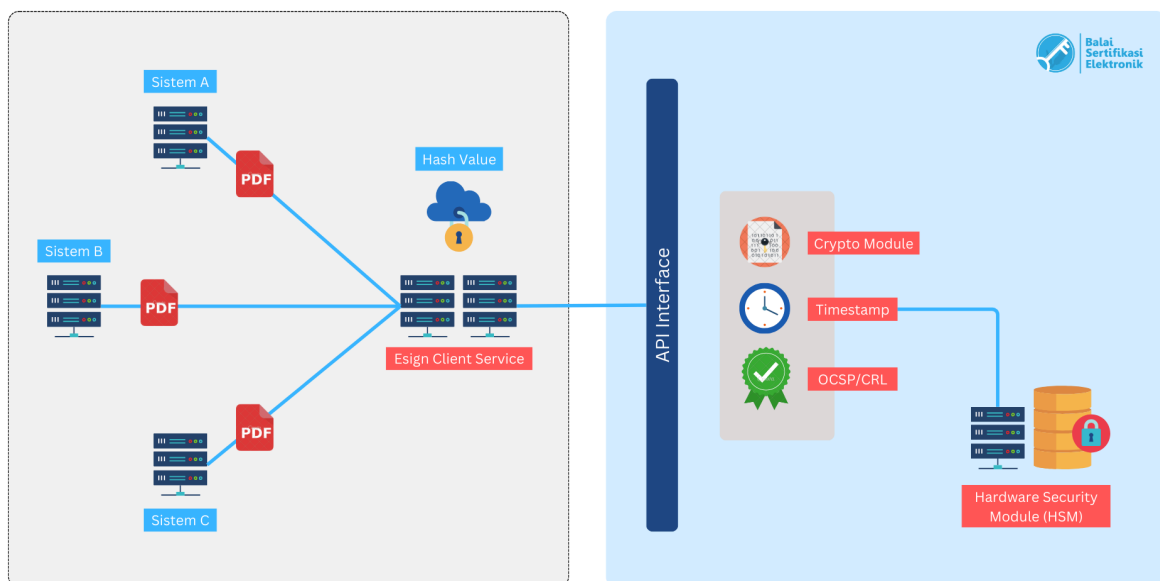 Balai
Sertifikasi
Elektronik
Sistem A
PDF
Hash Value
Sistem B
PDF
Esign Client Service
PDF
Sistem C
API Interface
Crypto Module
Timestamp
OCSP/CRL
Hardware Security
Module (HSM)